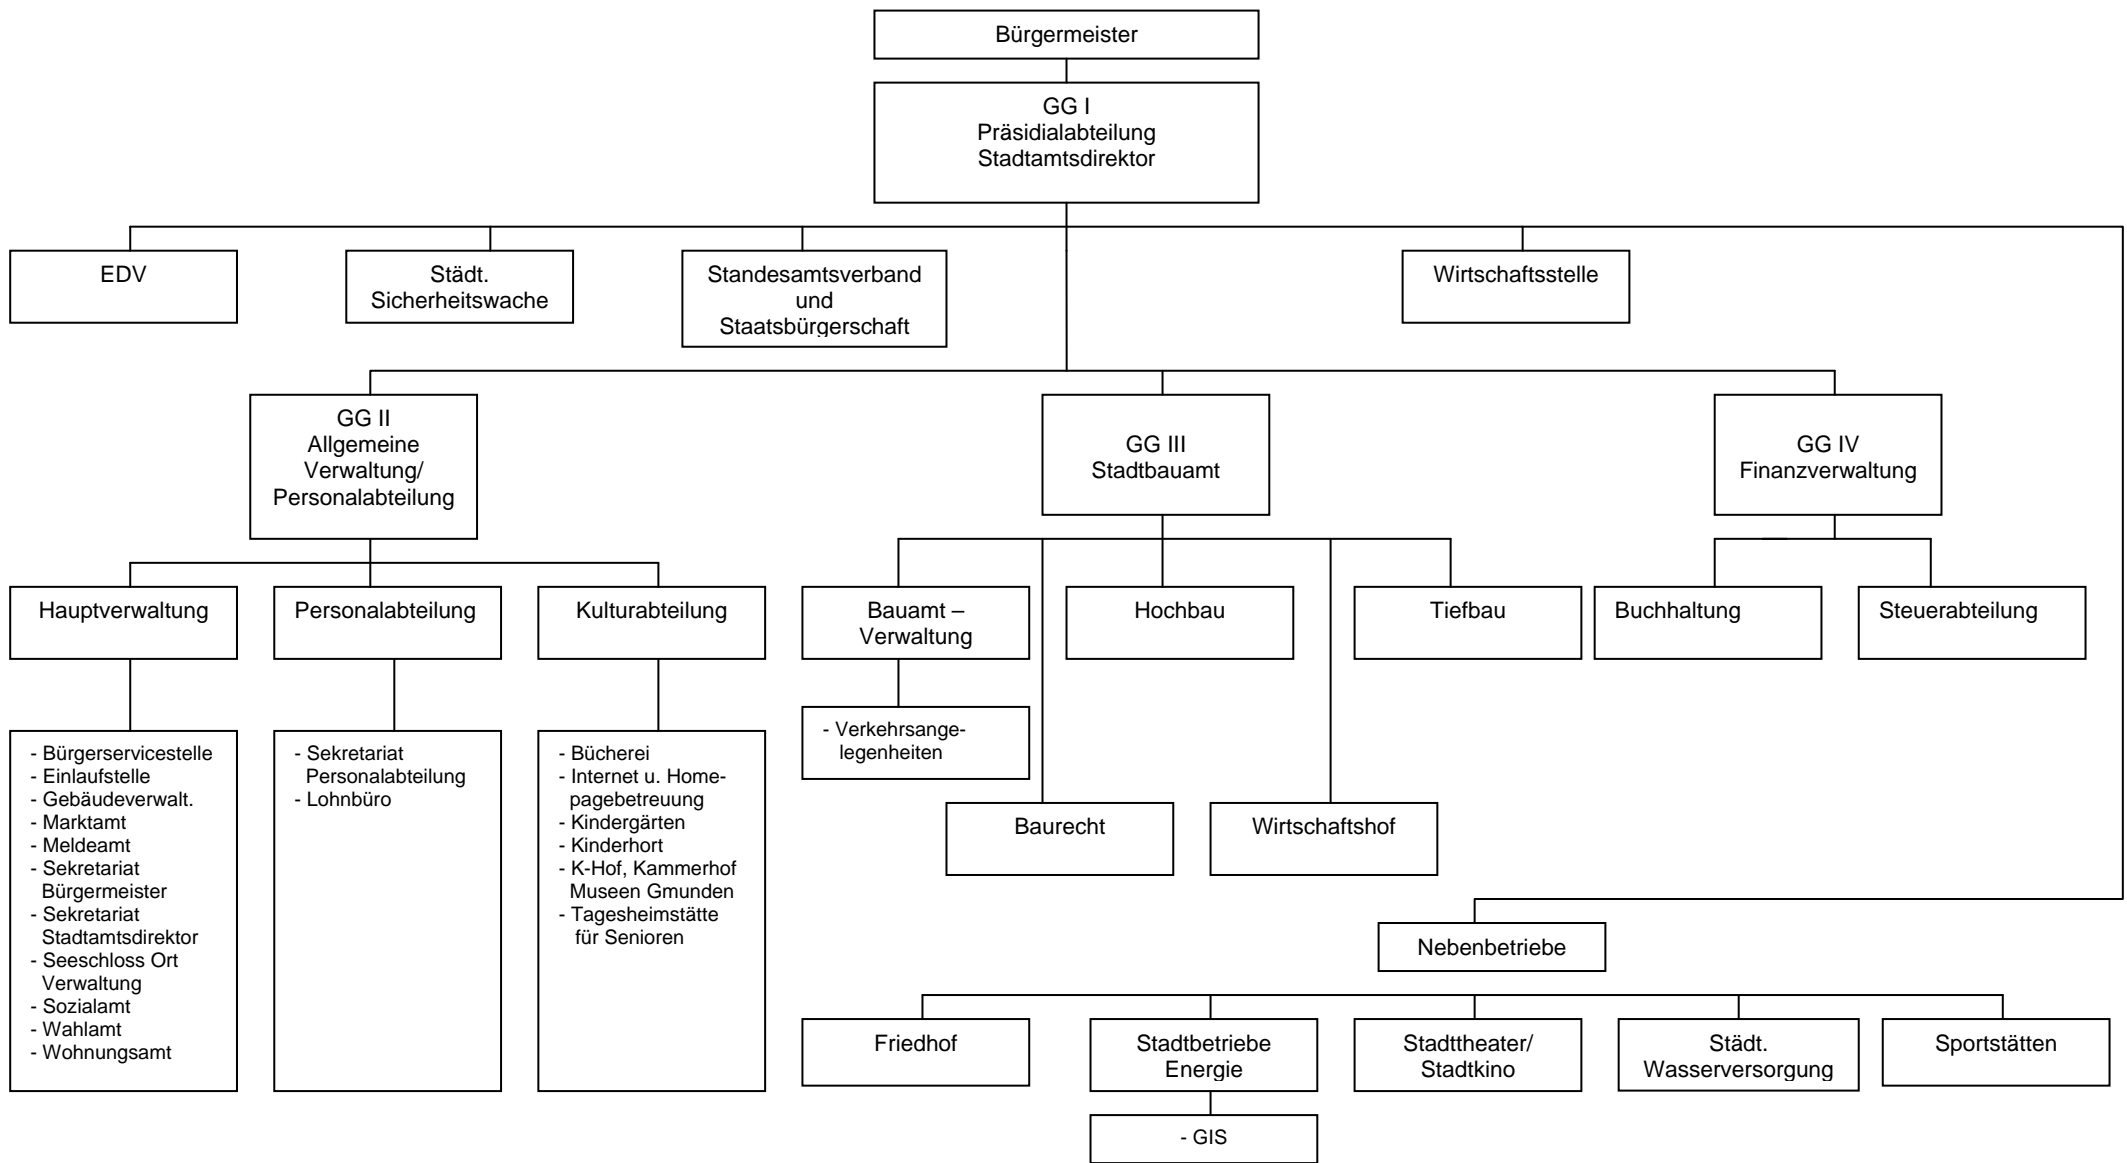 Bürgermeister
GG I
Präsidialabteilung
Stadtamtsdirektor
EDV
Städt.
Sicherheitswache
Standesamtsverband
und
Staatsbürgerschaft
Wirtschaftsstelle
GG II
Allgemeine
Verwaltung/
Personalabteilung
GG III
Stadtbauamt
GG IV
Finanzverwaltung
Hauptverwaltung
Personalabteilung
Kulturabteilung
Bauamt –
Verwaltung
Hochbau
Tiefbau
Buchhaltung
Steuerabteilung
- Bürgerservicestelle
- Einlaufstelle
- Gebäudeverwalt.
- Marktamt
- Meldeamt
- Sekretariat
Bürgermeister
- Sekretariat
Stadtamtsdirektor
- Seeschloss Ort
Verwaltung
- Sozialamt
- Wahlamt
- Wohnungsamt
- Sekretariat
Personalabteilung
- Lohnbüro
- Bücherei
- Internet u. Home-
pagebetreuung
- Kindergärten
- Kinderhort
- K-Hof, Kammerhof
Museen Gmunden
- Tagesheimstätte
für Senioren
- Verkehrsange-
legenheiten
Baurecht
Wirtschaftshof
Nebenbetriebe
Friedhof
Stadtbetriebe
Energie
Stadttheater/
Stadtkino
Städt.
Wasserversorgung
Sportstätten
- GIS